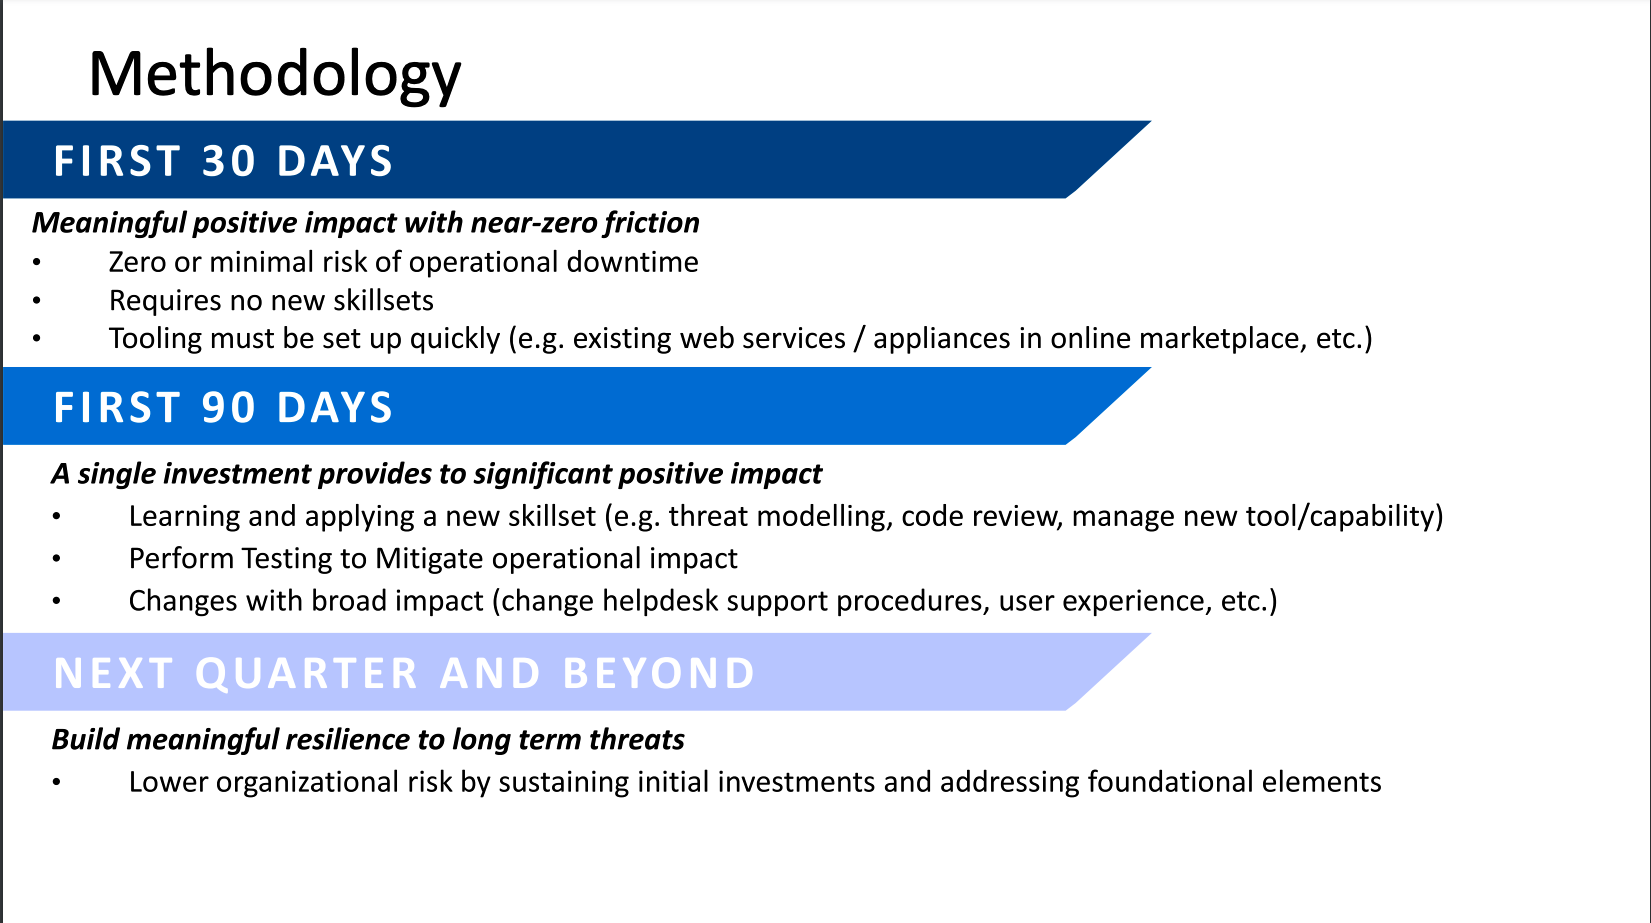 Methodology
FIRST 30 DAYS
Meaningful positive impact with near-zero friction
• Zero or minimal risk of operational downtime
• Requires no new skillsets
• Tooling must be set up quickly (e.g. existing web services / appliances in online marketplace, etc.)
FIRST 90 DAYS
A single investment provides to significant positive impact
• Learning and applying a new skillset (e.g. threat modelling, code review, manage new tool/capability)
• Perform Testing to Mitigate operational impact
• Changes with broad impact (change helpdesk support procedures, user experience, etc.)
NEXT QUARTER AND BEYOND
Build meaningful resilience to long term threats
• Lower organizational risk by sustaining initial investments and addressing foundational elements